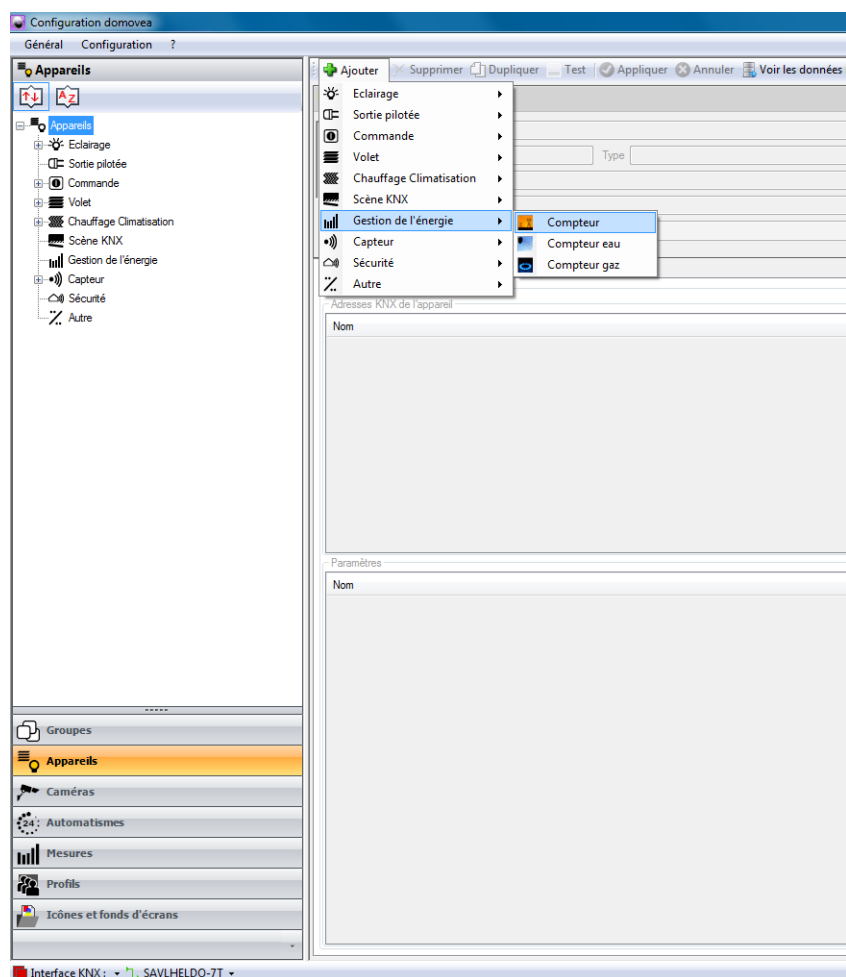 Configuration domovea
Général Configuration ?
Appareils
Appareils
Eclairage
Sortie pilotée
Commande
Volet
Chauffage Climatisation
Scène KNX
Gestion de l'énergie
Capteur
Sécurité
Autre
Groupes
Appareils
Caméras
24 Automatismes
Mesures
Profils
Icônes et fonds d'écrans
Ajouter Supprimer Dupliquer Test Appliquer Annuler Voir les données
Eclairage
Sortie pilotée
Commande
Volet
Chauffage Climatisation
Scène KNX
Gestion de l'énergie
Capteur
Sécurité
Autre
Compteur
Compteur eau
Compteur gaz
Type
Adresses KNX de l'appareil
Nom
Paramètres
Nom
Interface KNX : SAVLHELDO-7T